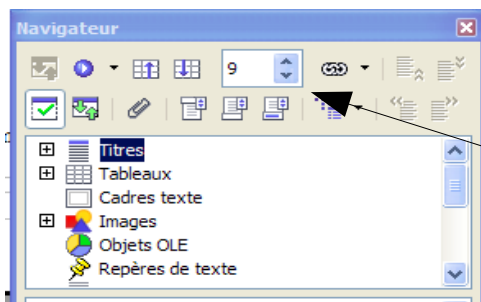 Navigateur
9
Titres
Tableaux
Cadres texte
Images
Objets OLE
Repères de texte